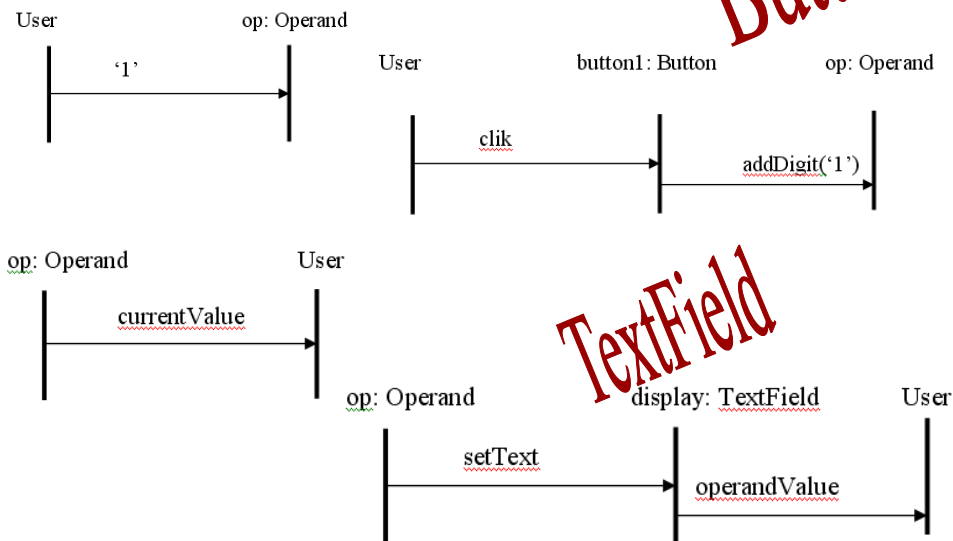 User
op: Operand
‘1’
User
button1: Button
op: Operand
clik
addDigit(‘1’)
op: Operand
User
currentValue
TextField
op: Operand
display: TextField
User
setText
operandValue